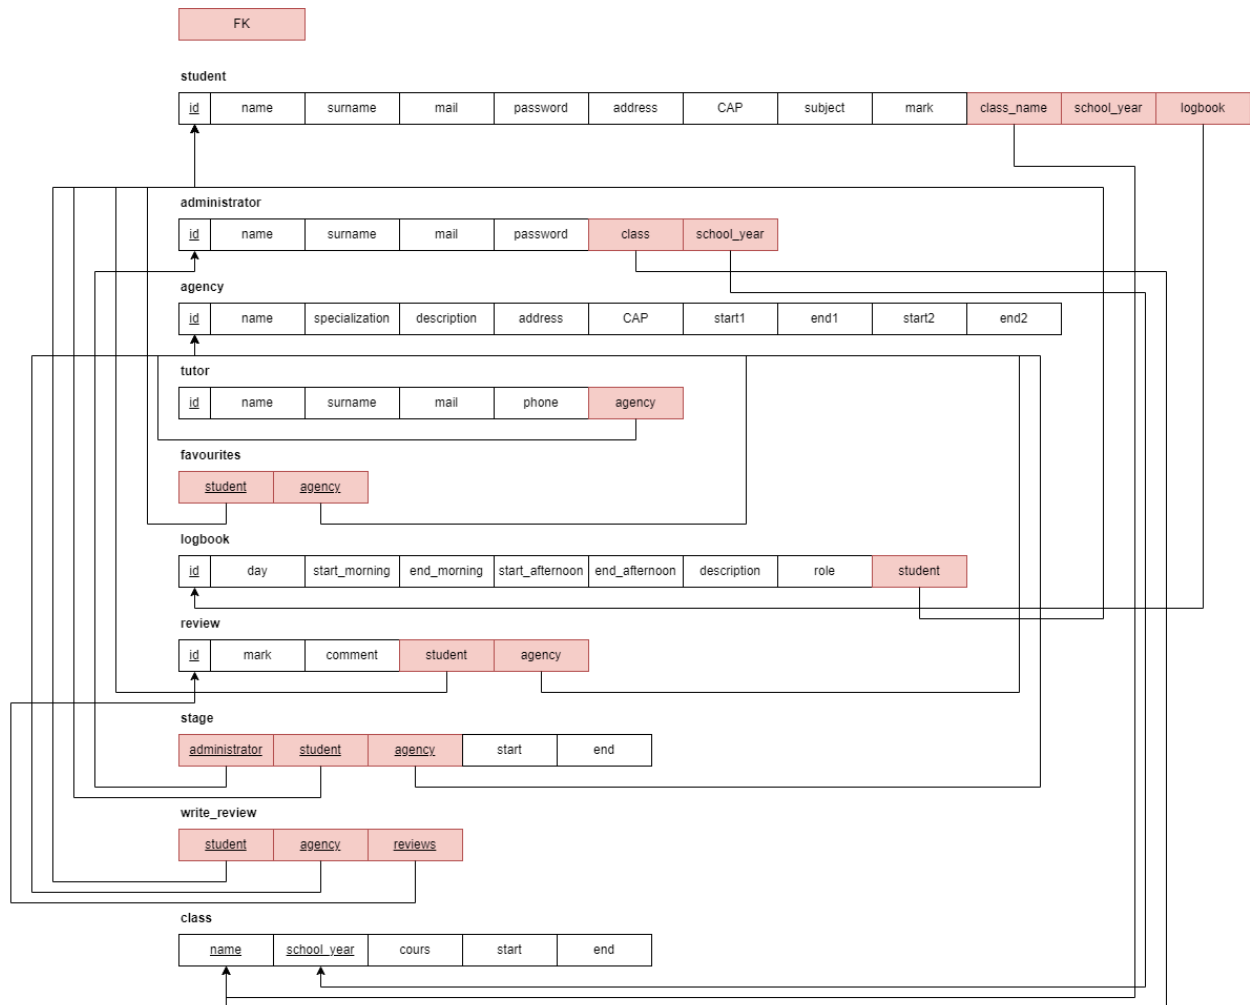 FK
student
id name surname mail password address CAP subject mark class_name school_year logbook
administrator
id name surname mail password class school_year
agency
id name specialization description address CAP start1 end1 start2 end2
tutor
id name surname mail phone agency
favourites
student agency
logbook
id day start_morning end_morning start_afternoon end_afternoon description role student
review
id mark comment student agency
stage
administrator student agency start end
write_review
student agency reviews
class
name school_year cours start end